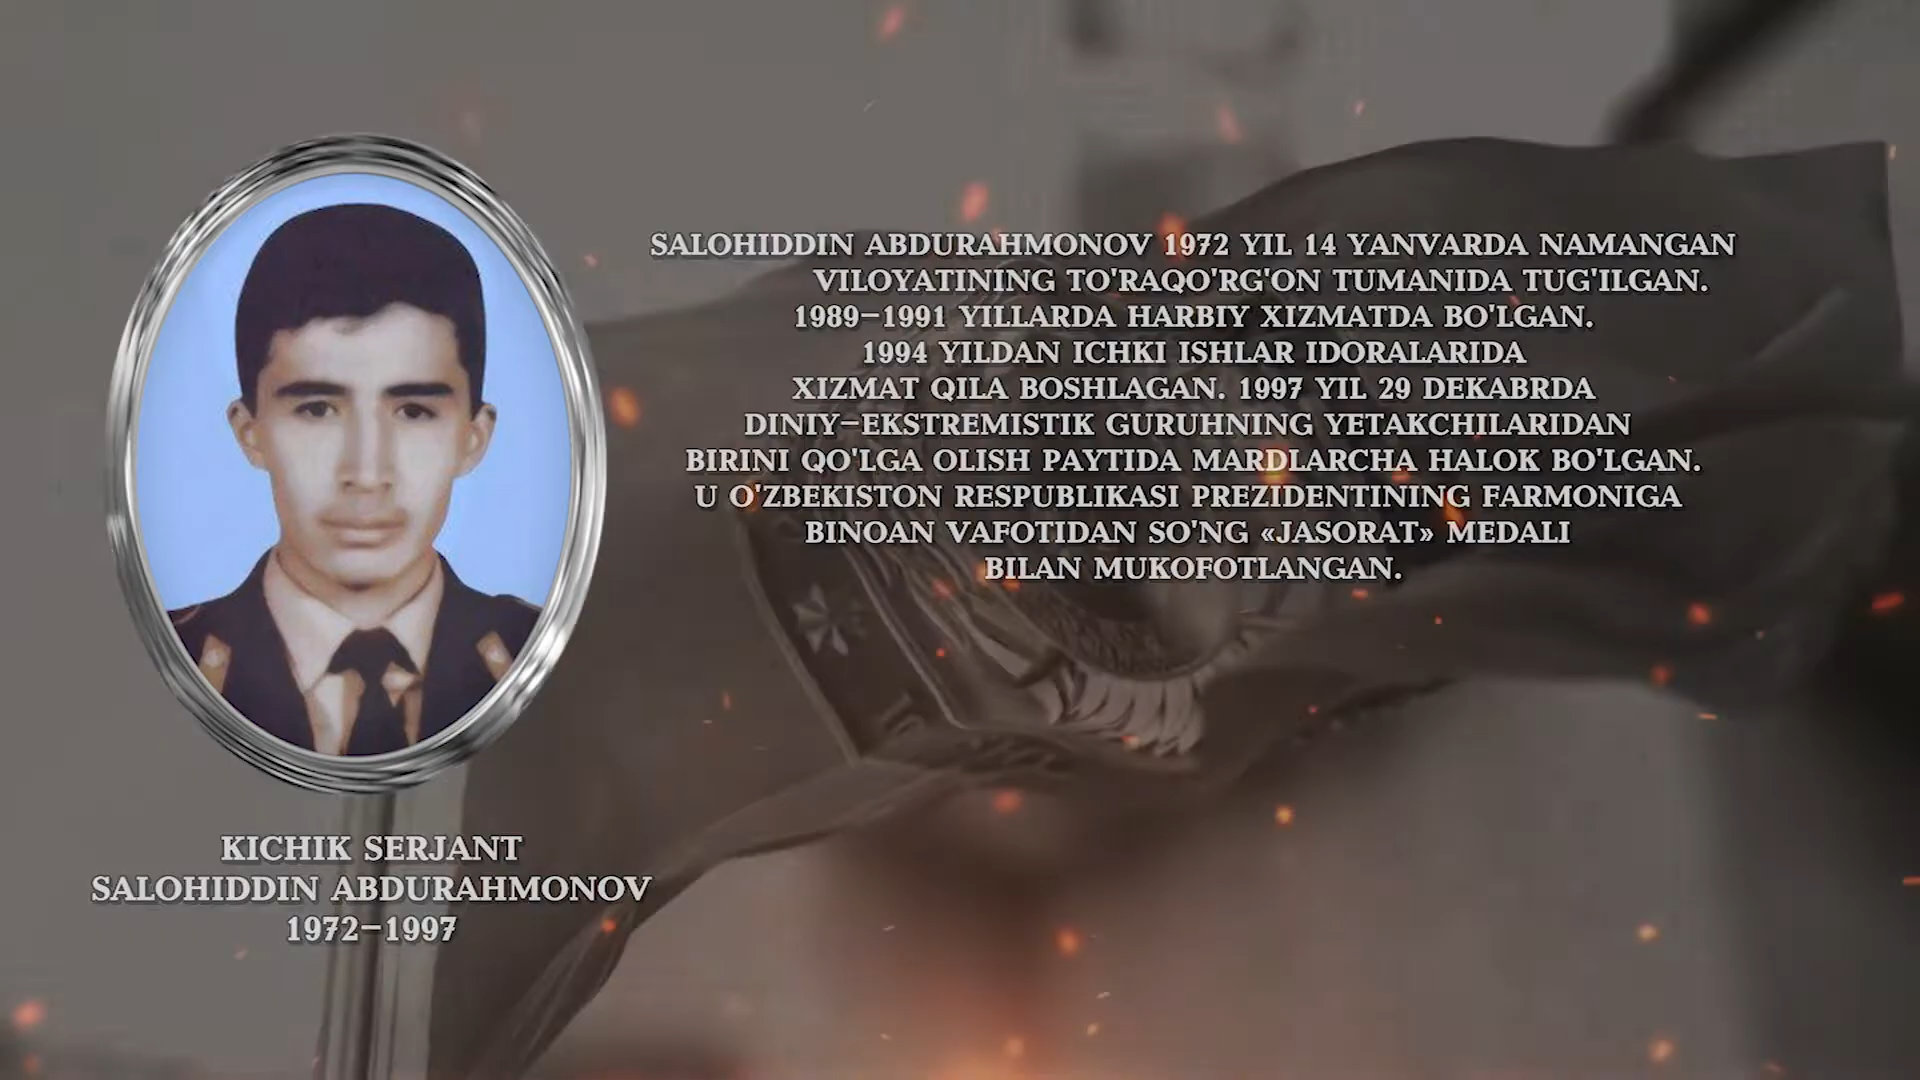 SALOHIDDIN ABDURAHMONOV 1972 YIL 14 YANVARDA NAMANGAN
VILOYATINING TO'RAQO'RG'ON TUMANIDA TUG'ILGAN.
1989-1991 YILLARDA HARBIY XIZMATDA BO'LGAN.
1994 YILDAN ICHKI ISHLAR IDORALARIDA
XIZMAT QILA BOSHLAGAN. 1997 YIL 29 DEKABRDA
DINIY-EKSTREMISTIK GURUHNING YETAKCHILARIDAN
BIRINI QO'LGA OLISH PAYTIDA MARDLARCHA HALOK BO'LGAN.
U O'ZBEKISTON RESPUBLIKASI PREZIDENTINING FARMONIGA
BINOAN VAFOTIDAN SO'NG «JASORAT» MEDALI
BILAN MUKOFOTLANGAN.
KICHIK SERJANT
SALOHIDDIN ABDURAHMONOV
1972-1997